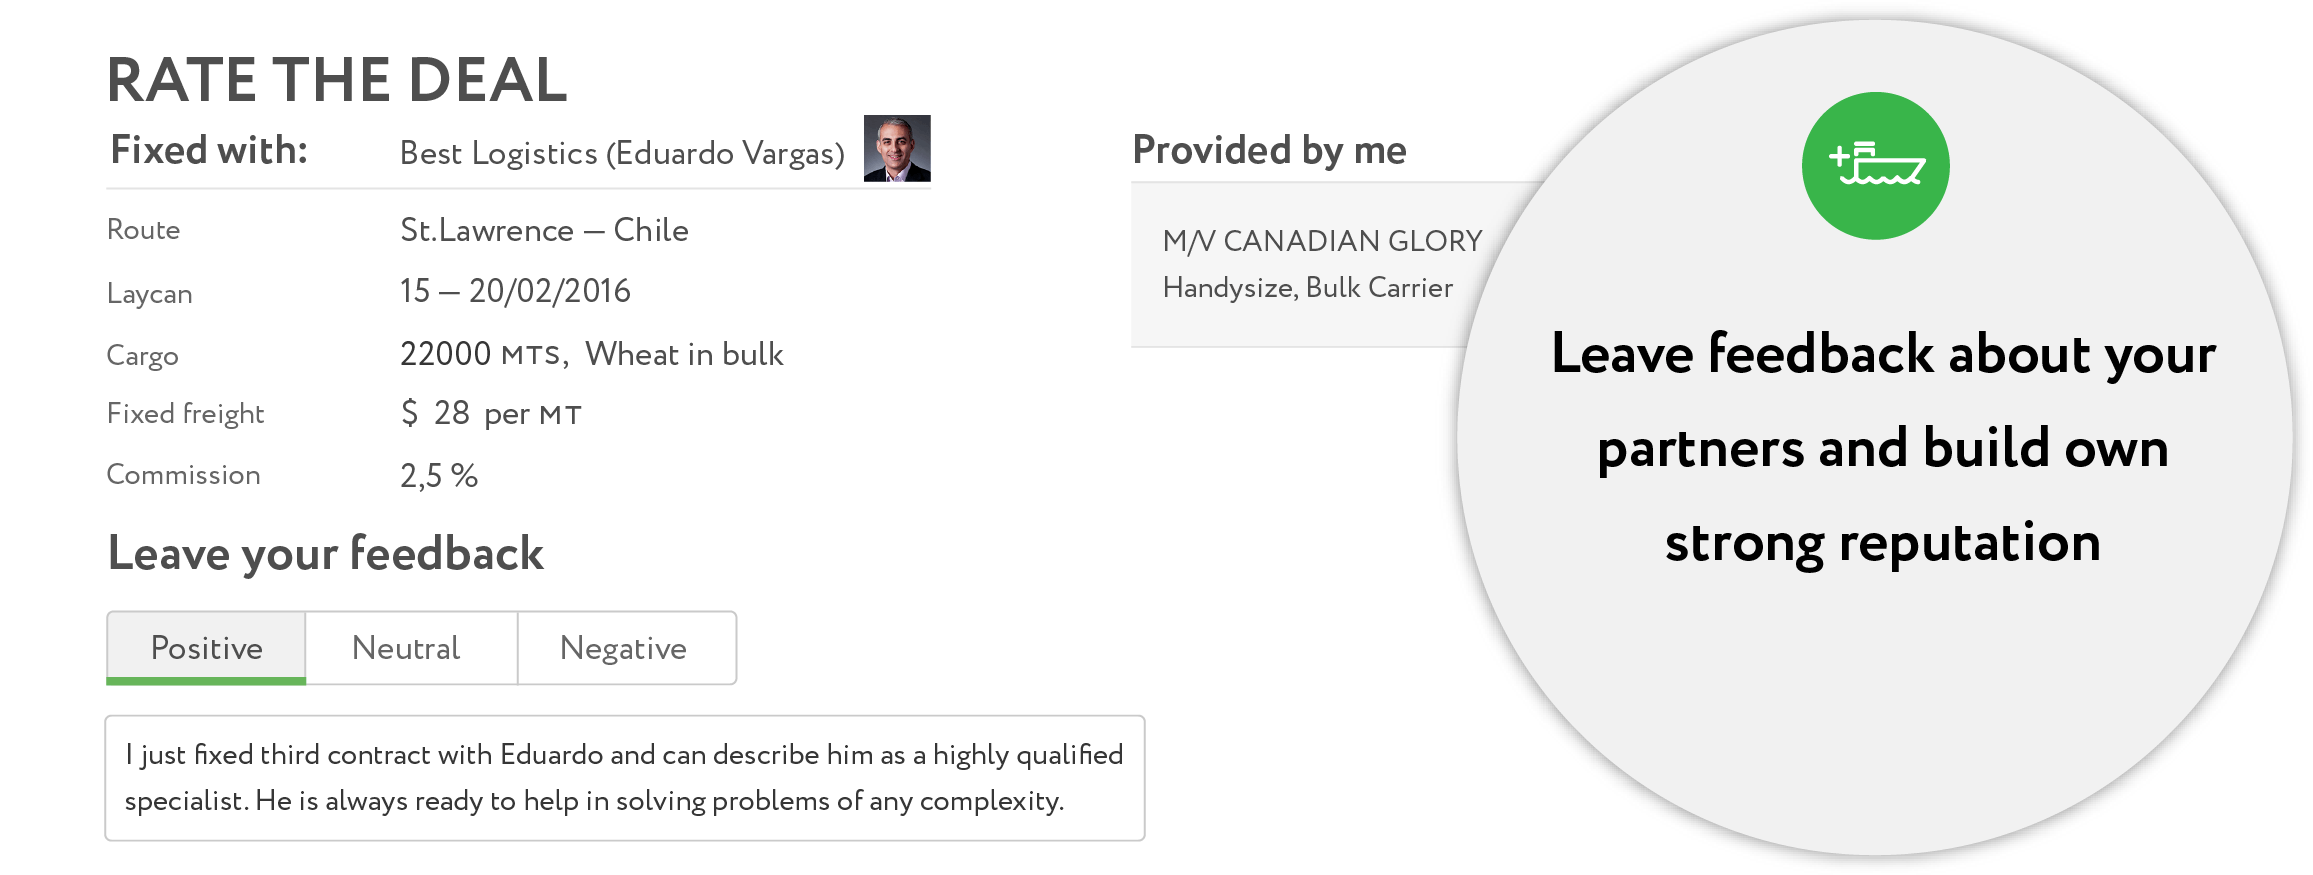 RATE THE DEAL
Fixed with: Best Logistics (Eduardo Vargas)
Route St.Lawrence — Chile
Laycan 15 — 20/02/2016
Cargo 22000 MTS, Wheat in bulk
Fixed freight $ 28 per MT
Commission 2,5 %
Provided by me
M/V CANADIAN GLORY
Handysize, Bulk Carrier
Leave your feedback
Positive Neutral Negative
I just fixed third contract with Eduardo and can describe him as a highly qualified
specialist. He is always ready to help in solving problems of any complexity.
Leave feedback about your
partners and build own
strong reputation